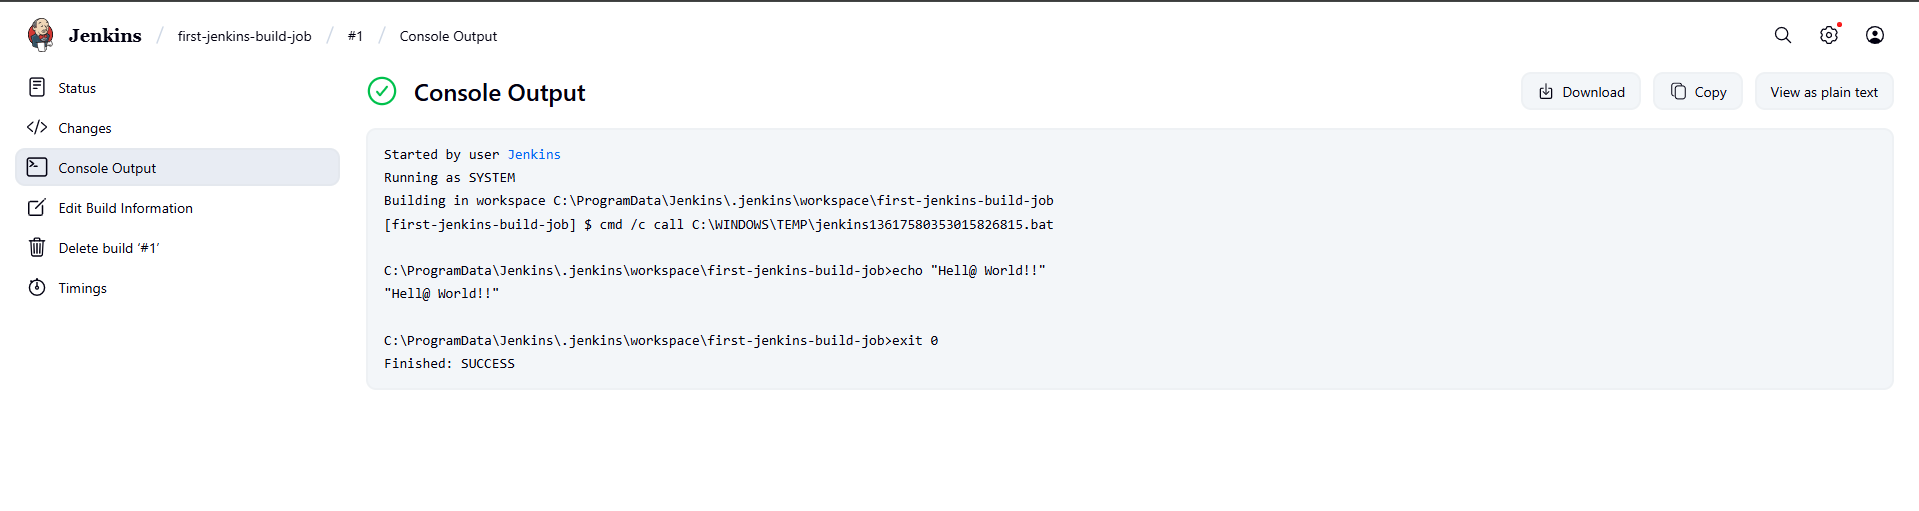 Jenkins / first-jenkins-build-job / #1 / Console Output
Status
Changes
Console Output
Edit Build Information
Delete build ‘#1’
Timings
Console Output
Download
Copy
View as plain text
Started by user Jenkins
Running as SYSTEM
Building in workspace C:\ProgramData\Jenkins\.jenkins\workspace\first-jenkins-build-job
[first-jenkins-build-job] $ cmd /c call C:\WINDOWS\TEMP\jenkins13617580353015826815.bat
C:\ProgramData\Jenkins\.jenkins\workspace\first-jenkins-build-job>echo "Hell@ World!!"
"Hell@ World!!"
C:\ProgramData\Jenkins\.jenkins\workspace\first-jenkins-build-job>exit 0
Finished: SUCCESS